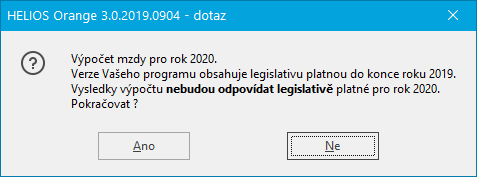 HELIOS Orange 3.0.2019.0904 - dotaz
Výpočet mzdy pro rok 2020.
Verze Vašeho programu obsahuje legislativu platnou do konce roku 2019.
Vysledky výpočtu nebudou odpovídat legislativě platné pro rok 2020.
Pokračovat ?
Ano
Ne